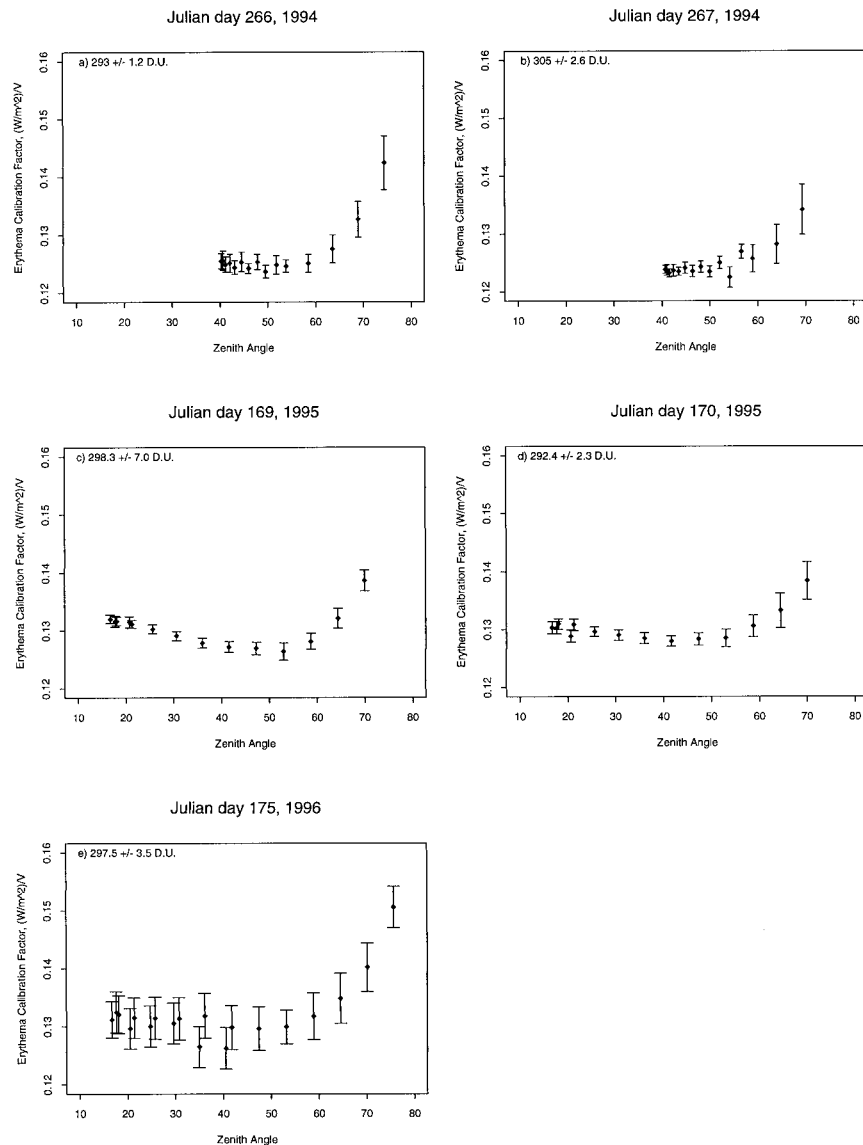 Julian day 266, 1994
a) 293 +/- 1.2 D.U.
Erythema Calibration Factor, (W/m^2)/V
0.16
0.15
0.14
0.13
0.12
10 20 30 40 50 60 70 80
Zenith Angle
Julian day 267, 1994
b) 305 +/- 2.6 D.U.
Erythema Calibration Factor, (W/m^2)/V
0.16
0.15
0.14
0.13
0.12
10 20 30 40 50 60 70 80
Zenith Angle
Julian day 169, 1995
c) 298.3 +/- 7.0 D.U.
Erythema Calibration Factor, (W/m^2)/V
0.16
0.15
0.14
0.13
0.12
10 20 30 40 50 60 70 80
Zenith Angle
Julian day 170, 1995
d) 292.4 +/- 2.3 D.U.
Erythema Calibration Factor, (W/m^2)/V
0.16
0.15
0.14
0.13
0.12
10 20 30 40 50 60 70 80
Zenith Angle
Julian day 175, 1996
e) 297.5 +/- 3.5 D.U.
Erythema Calibration Factor, (W/m^2)/V
0.16
0.15
0.14
0.13
0.12
10 20 30 40 50 60 70 80
Zenith Angle